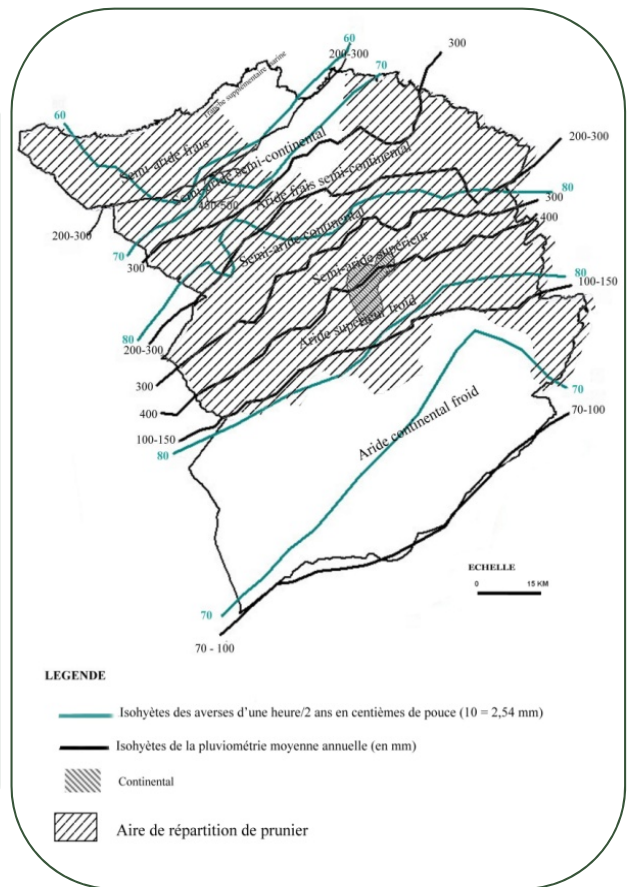 60
200-300
300
70
60
semi-aride frais
semi-aride semi-continental
Aride frais semi-continental
200-300
400-500
80
300
400
200-300
70
300
Semi-aride continental
Semi-aride supérieur
80
100-150
80
Aride supérieur froid
200-300
300
400
100-150
80
70
70-100
Aride continental froid
ECHELLE
0 15 KM
70
70 - 100
LEGENDE
Isohyètes des averses d'une heure/2 ans en centièmes de pouce (10 = 2,54 mm)
Isohyètes de la pluviométrie moyenne annuelle (en mm)
Continental
Aire de répartition de prunier